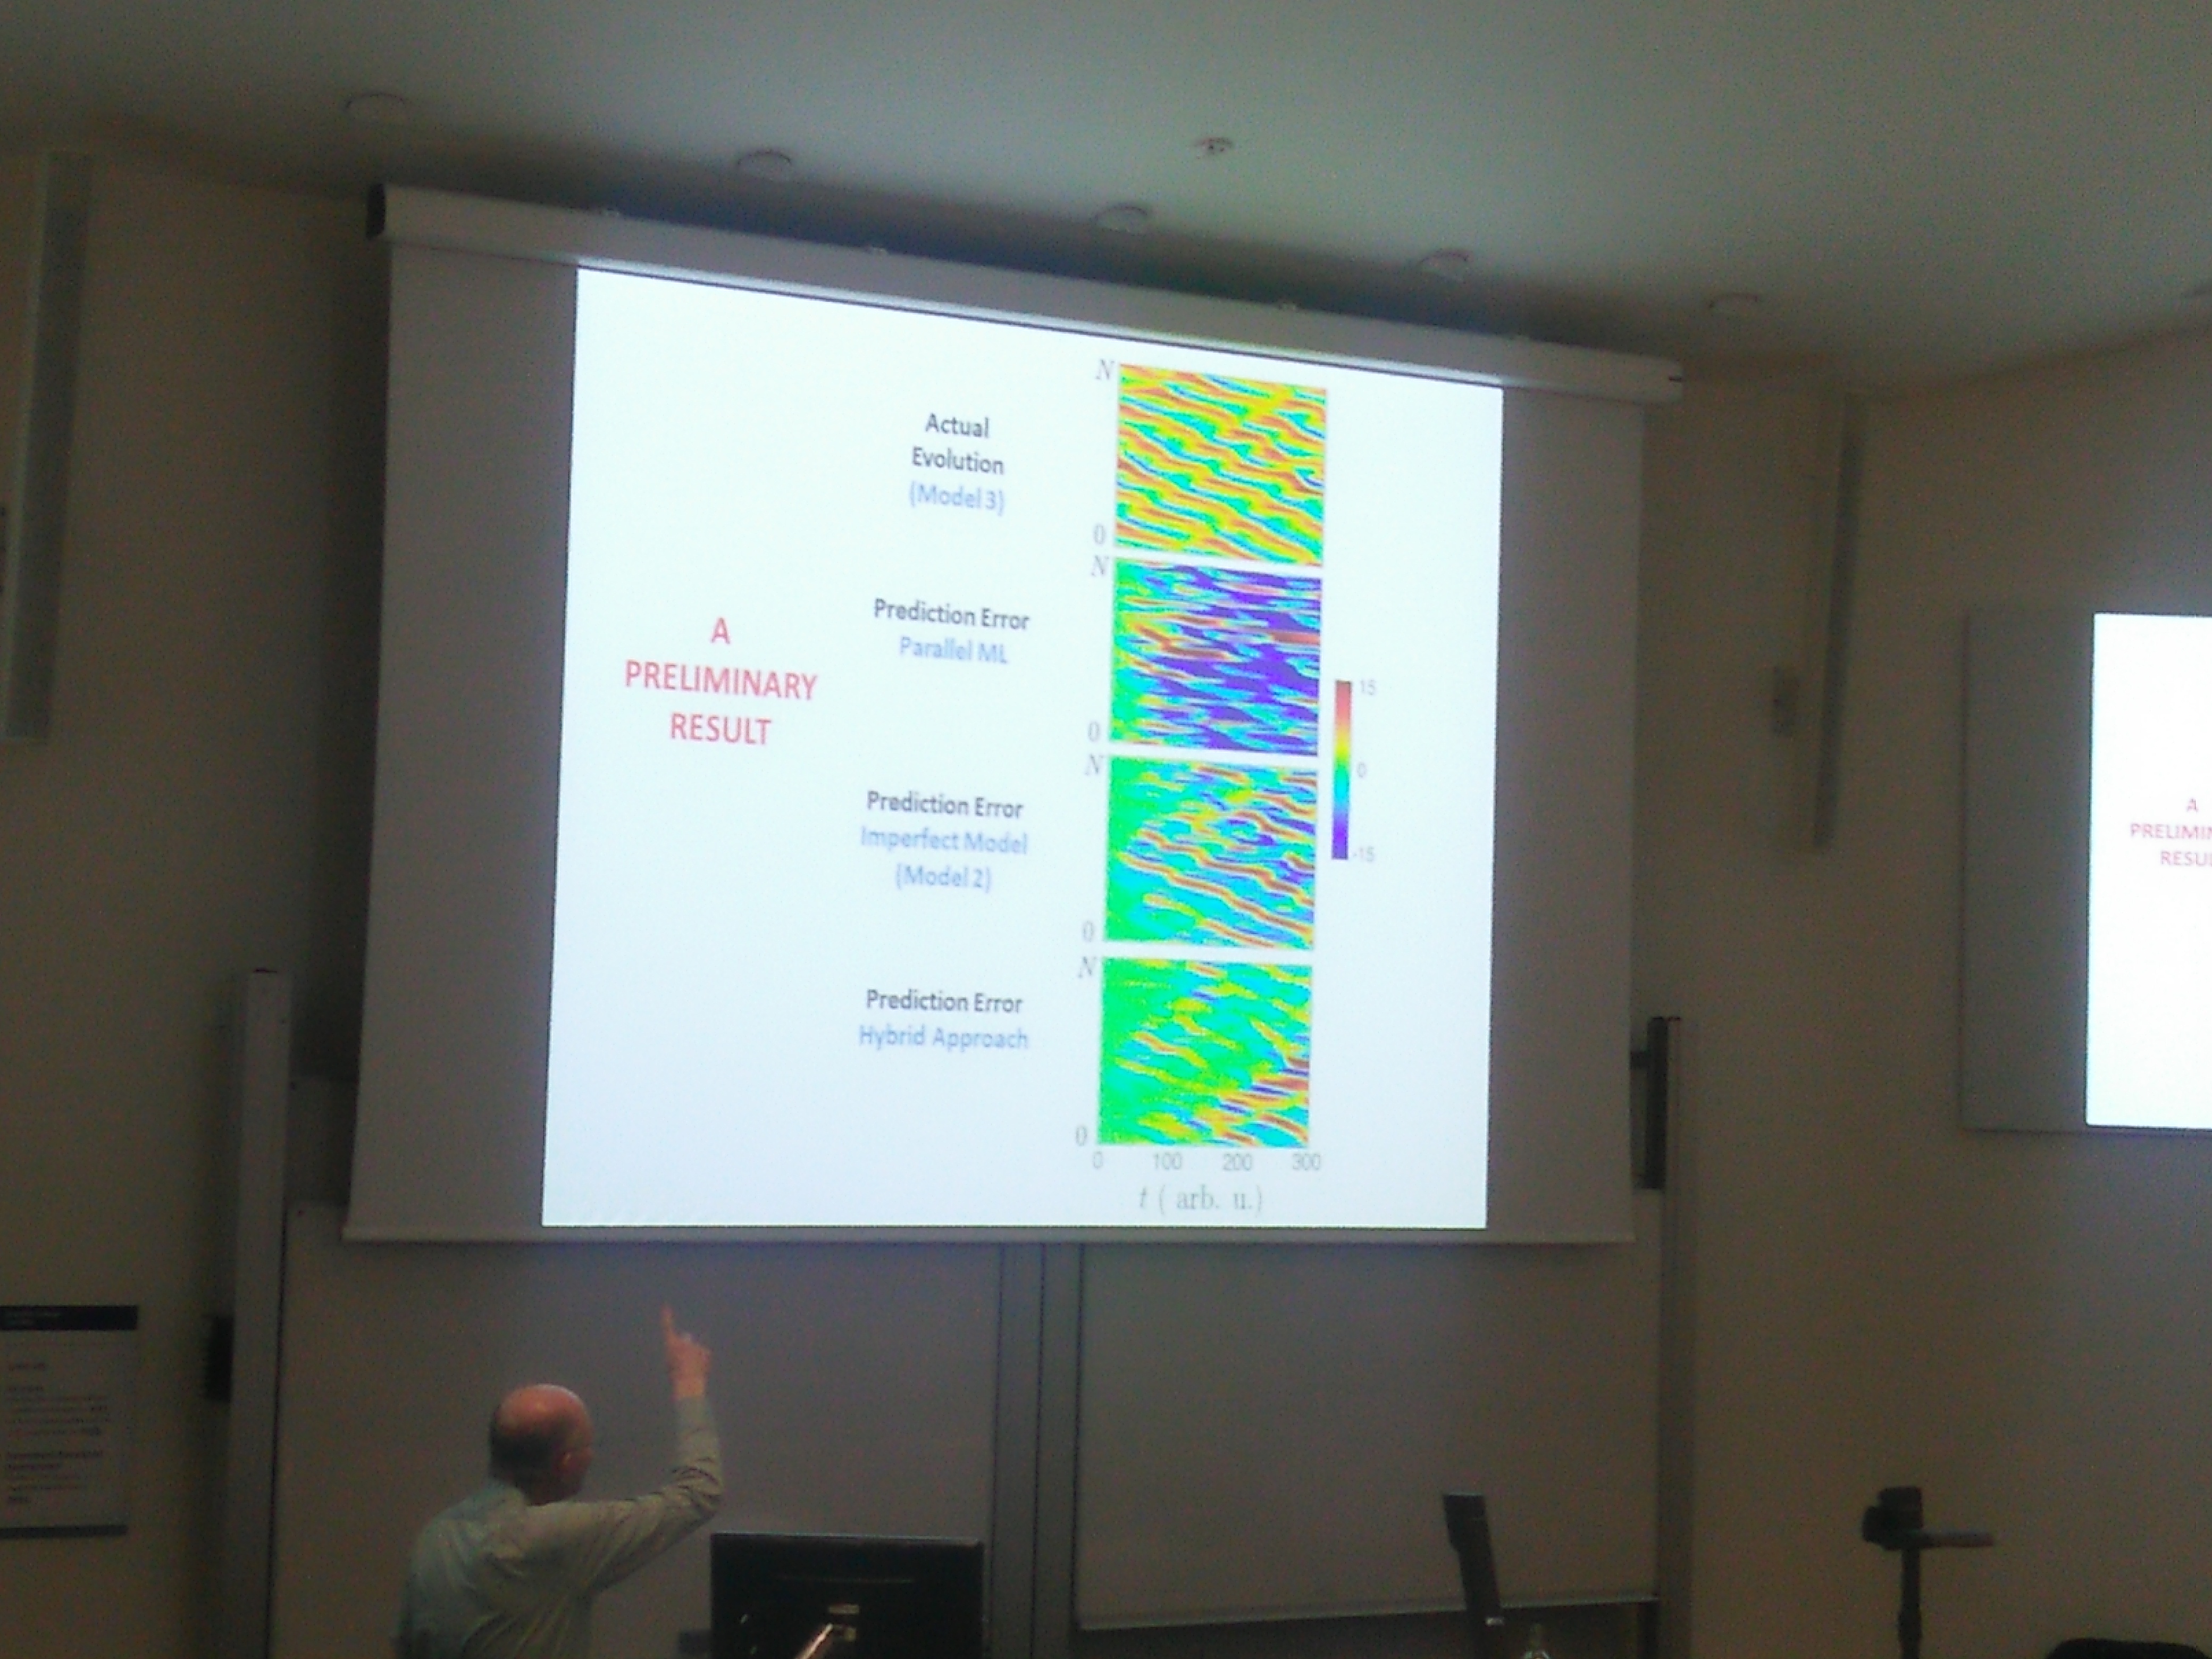 A
PRELIMINARY
RESULT
Actual
Evolution
(Model 3)
N
0
Prediction Error
Parallel ML
N
0
Prediction Error
Imperfect Model
(Model 2)
N
0
Prediction Error
Hybrid Approach
N
0
15
0
-15
0 100 200 300
t ( arb. u.)
A